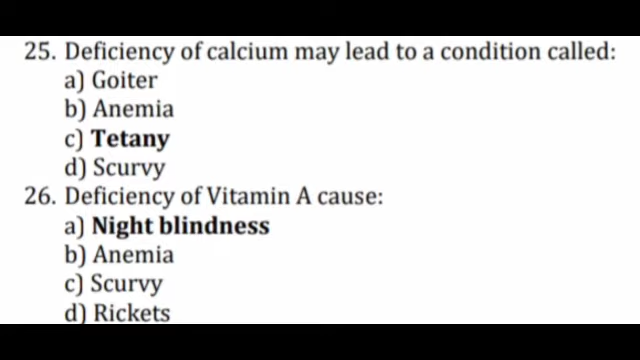 25. Deficiency of calcium may lead to a condition called:
a) Goiter
b) Anemia
c) Tetany
d) Scurvy
26. Deficiency of Vitamin A cause:
a) Night blindness
b) Anemia
c) Scurvy
d) Rickets